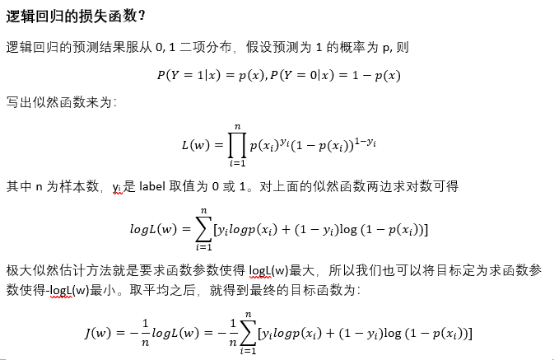 逻辑回归的损失函数?
逻辑回归的预测结果服从 0, 1 二项分布，假设预测为 1 的概率为 p, 则
P(Y = 1|x) = p(x), P(Y = 0|x) = 1 − p(x)
写出似然函数来为：
L(w) = ∏_{i=1}^{n} p(x_i)^{y_i}(1 − p(x_i))^{1−y_i}
其中 n 为样本数，y_i是 label 取值为 0 或 1。对上面的似然函数两边求对数可得
logL(w) = ∑_{i=1}^{n} [y_i logp(x_i) + (1 − y_i)log (1 − p(x_i))]
极大似然估计方法就是要求函数参数使得 logL(w)最大，所以我们也可以将目标定为求函数参
数使得-logL(w)最小。取平均之后，就得到最终的目标函数为：
J(w) = −\frac{1}{n} logL(w) = −\frac{1}{n} ∑_{i=1}^{n} [y_i logp(x_i) + (1 − y_i)log (1 − p(x_i))]